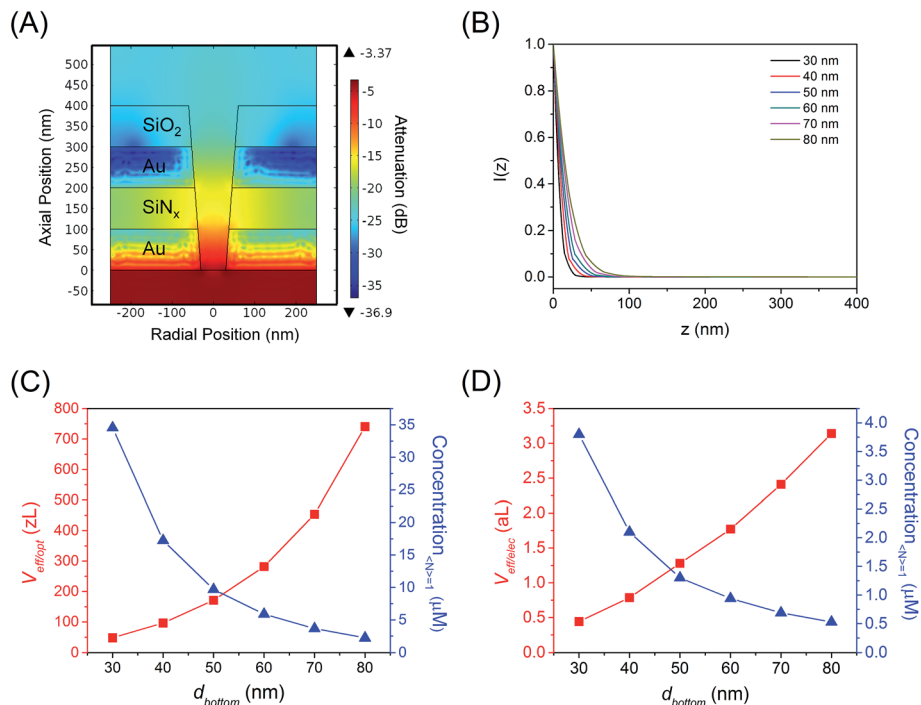 (A)
▲ -3.37
500
450
400
350
300
250
200
150
100
50
0
-50
Axial Position (nm)
SiO2
Au
SiNx
Au
-200 -100 0 100 200
Radial Position (nm)
-5
-10
-15
-20
-25
-30
-35
▼ -36.9
Attenuation (dB)
(B)
1.0
0.8
0.6
0.4
0.2
0.0
I(z)
30 nm
40 nm
50 nm
60 nm
70 nm
80 nm
0 100 200 300 400
z (nm)
(C)
800
700
600
500
400
300
200
100
0
Veff/opt (zL)
35
30
25
20
15
10
5
0
Concentration<N>=1 (μM)
30 40 50 60 70 80
dbottom (nm)
(D)
3.5
3.0
2.5
2.0
1.5
1.0
0.5
0.0
Veff/elec (aL)
4.0
3.5
3.0
2.5
2.0
1.5
1.0
0.5
0.0
Concentration<N>=1 (μM)
30 40 50 60 70 80
dbottom (nm)